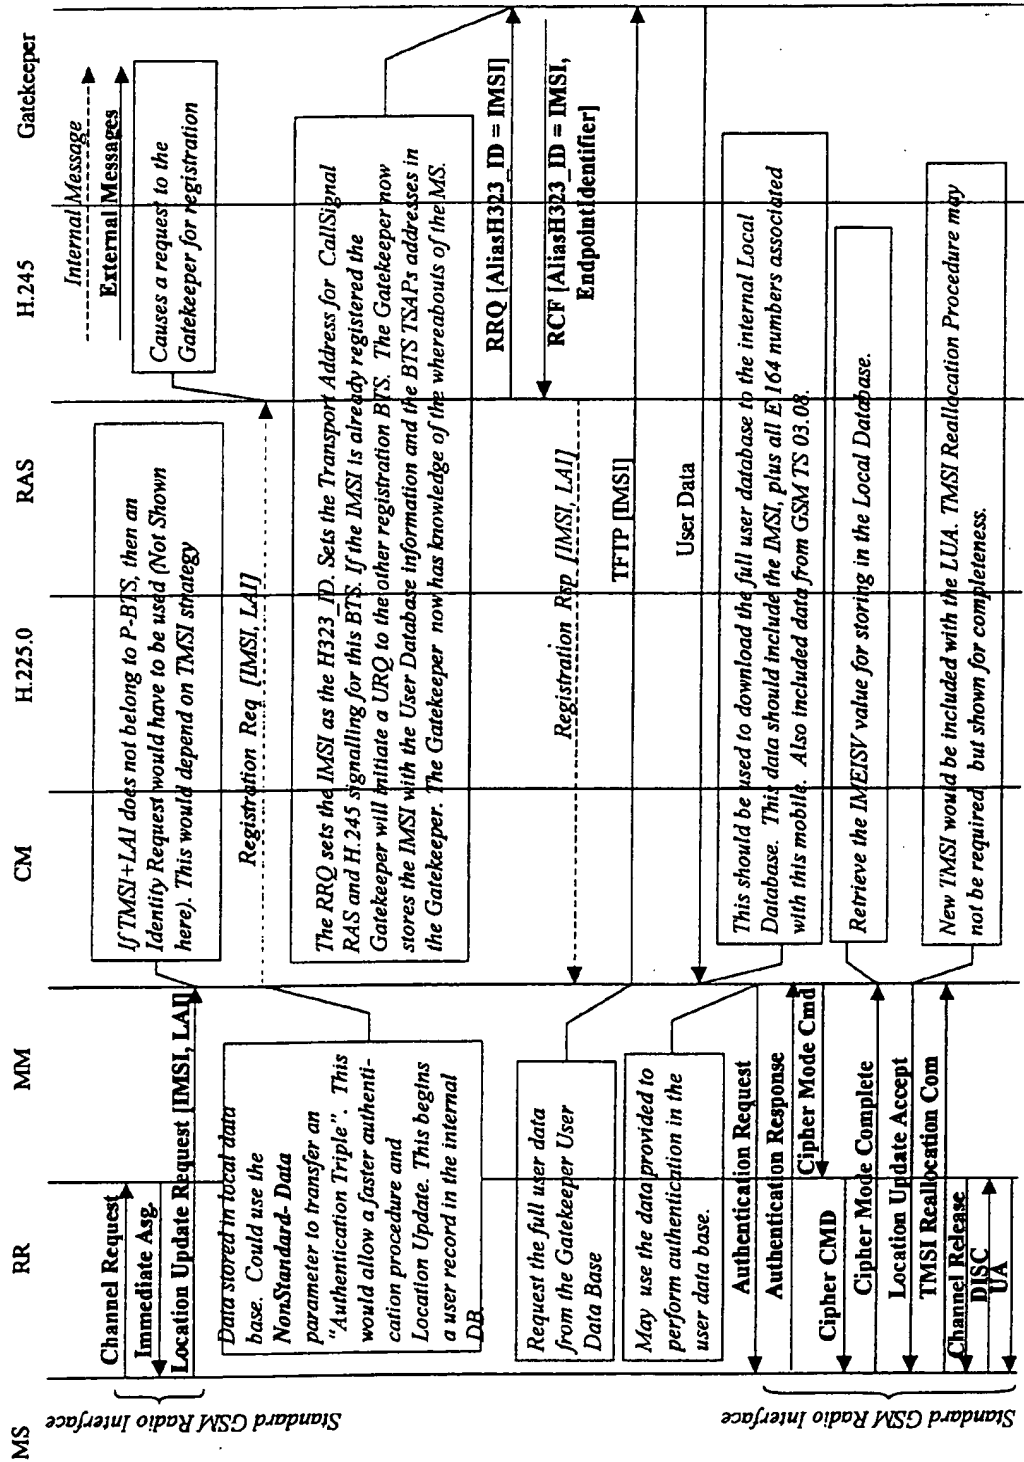 MS
RR
MM
CM
H.225.0
RAS
H.245
Gatekeeper
Internal Message
External Messages
Standard GSM Radio Interface
Channel Request
Immediate Asg.
Location Update Request [IMSI, LAI]
If TMSI+LAI does not belong to P-BTS, then an
Identity Request would have to be used (Not Shown
here). This would depend on TMSI strategy
Causes a request to the
Gatekeeper for registration
Registration Req [IMSI, LAI]
Data stored in local data
base. Could use the
NonStandard- Data
parameter to transfer an
"Authentication Triple". This
would allow a faster authenti-
cation procedure and
Location Update. This begins
a user record in the internal
DB
The RRQ sets the IMSI as the H323_ID. Sets the Transport Address for CallSignal
RAS and H.245 signalling for this BTS. If the IMSI is already registered the
Gatekeeper will initiate a URQ to the other registration BTS. The Gatekeeper now
stores the IMSI with the User Database information and the BTS TSAPs addresses in
the Gatekeeper. The Gatekeeper now has knowledge of the whereabouts of the MS.
RRQ [AliasH323_ID = IMSI]
RCF [AliasH323_ID = IMSI,
EndpointIdentifier]
Registration Rsp [IMSI, LAI]
Request the full user data
from the Gatekeeper User
Data Base
TFTP [IMSI]
User Data
May use the data provided to
perform authentication in the
user data base.
This should be used to download the full user database to the internal Local
Database. This data should include the IMSI, plus all E164 numbers associated
with this mobile. Also included data from GSM TS 03.08.
Authentication Request
Authentication Response
Cipher Mode Cmd
Cipher CMD
Cipher Mode Complete
Retrieve the IMEISV value for storing in the Local Database.
Location Update Accept
TMSI Reallocation Com
New TMSI would be included with the LUA. TMSI Reallocation Procedure may
not be required but shown for completeness.
Channel Release
DISC
UA
Standard GSM Radio Interface